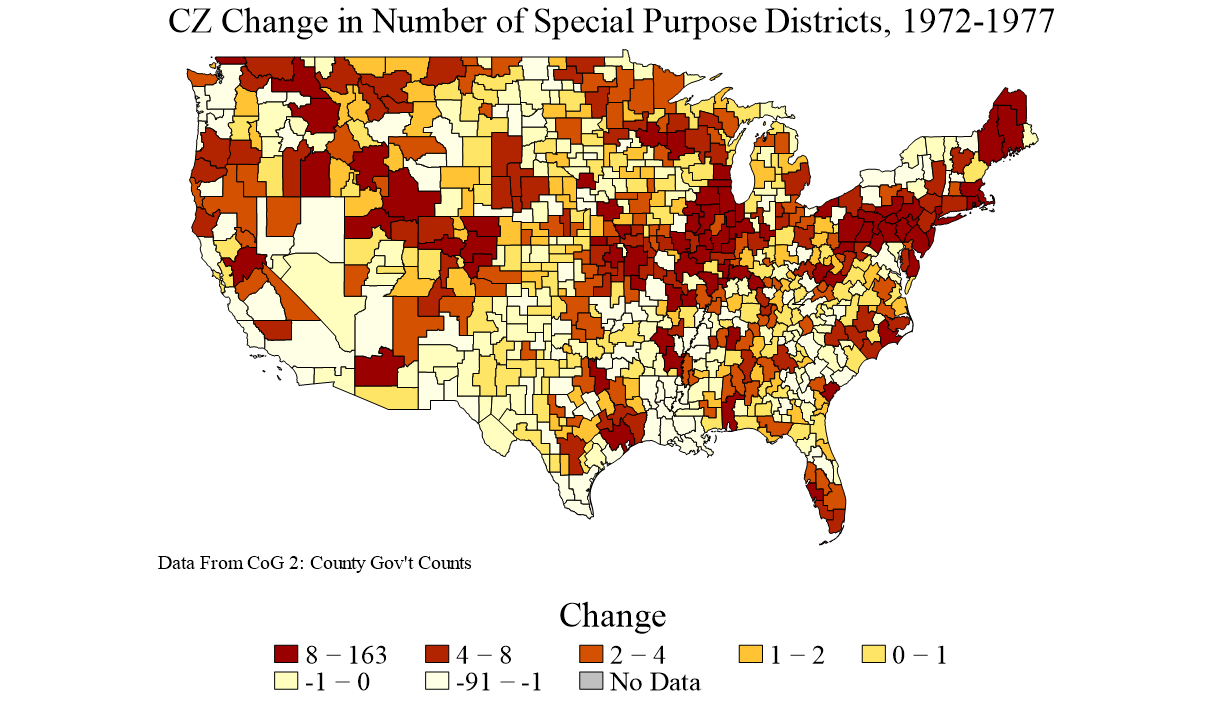 CZ Change in Number of Special Purpose Districts, 1972-1977
Data From CoG 2: County Gov't Counts
Change
8 − 163 4 − 8 2 − 4 1 − 2 0 − 1
-1 − 0 -91 − -1 No Data